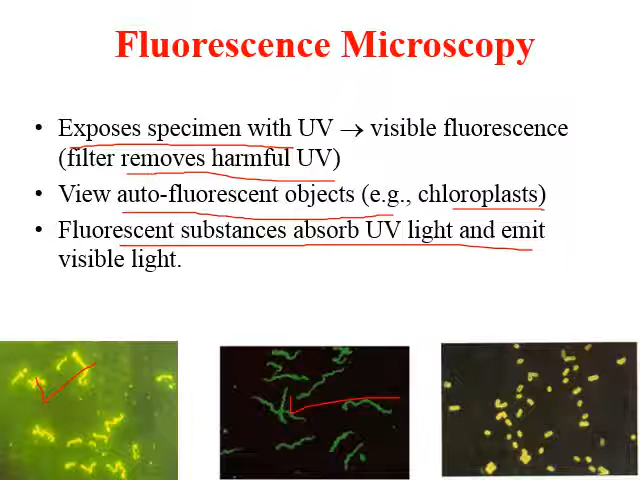 Fluorescence Microscopy
• Exposes specimen with UV → visible fluorescence
(filter removes harmful UV)
• View auto-fluorescent objects (e.g., chloroplasts)
• Fluorescent substances absorb UV light and emit
visible light.